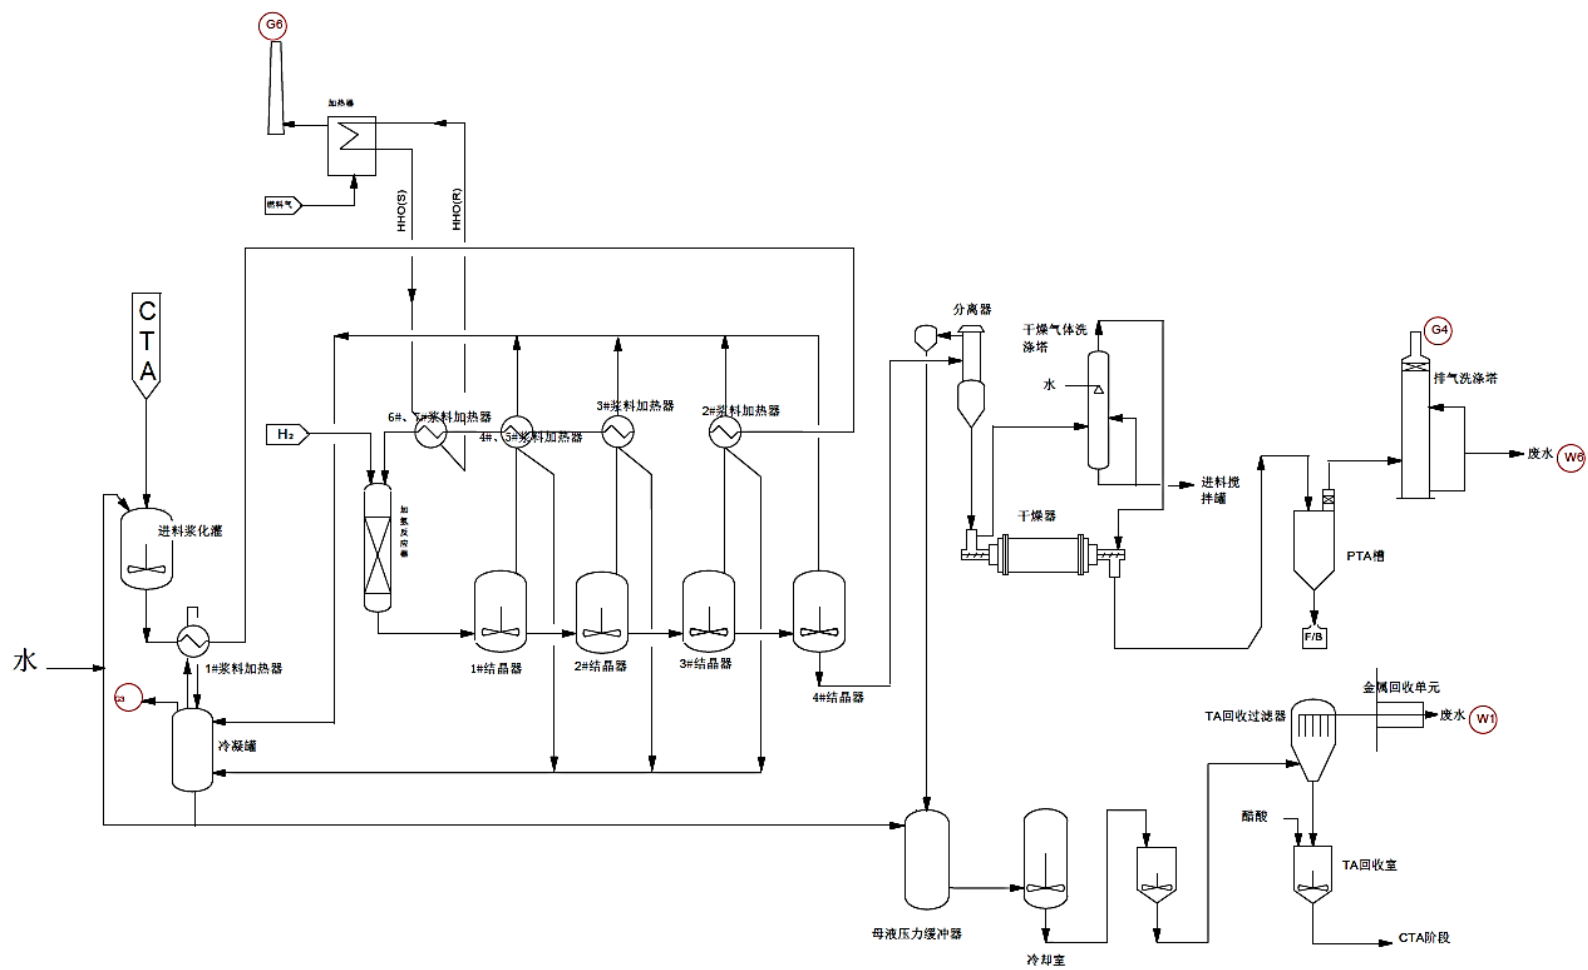 G6
加热器
燃料气
HHO(S)
HHO(R)
C
T
A
分离器
干燥气体洗
涤塔
水
G4
排气洗涤塔
6#、7#浆料加热器
4#、5#浆料加热器
3#浆料加热器
2#浆料加热器
H₂
废水
W6
进料搅
拌罐
加氢反应器
进料浆化灌
干燥器
PTA槽
F/B
水
1#浆料加热器
1#结晶器
2#结晶器
3#结晶器
4#结晶器
冷凝罐
金属回收单元
TA回收过滤器
废水
W1
醋酸
TA回收室
母液压力缓冲器
冷却室
CTA阶段